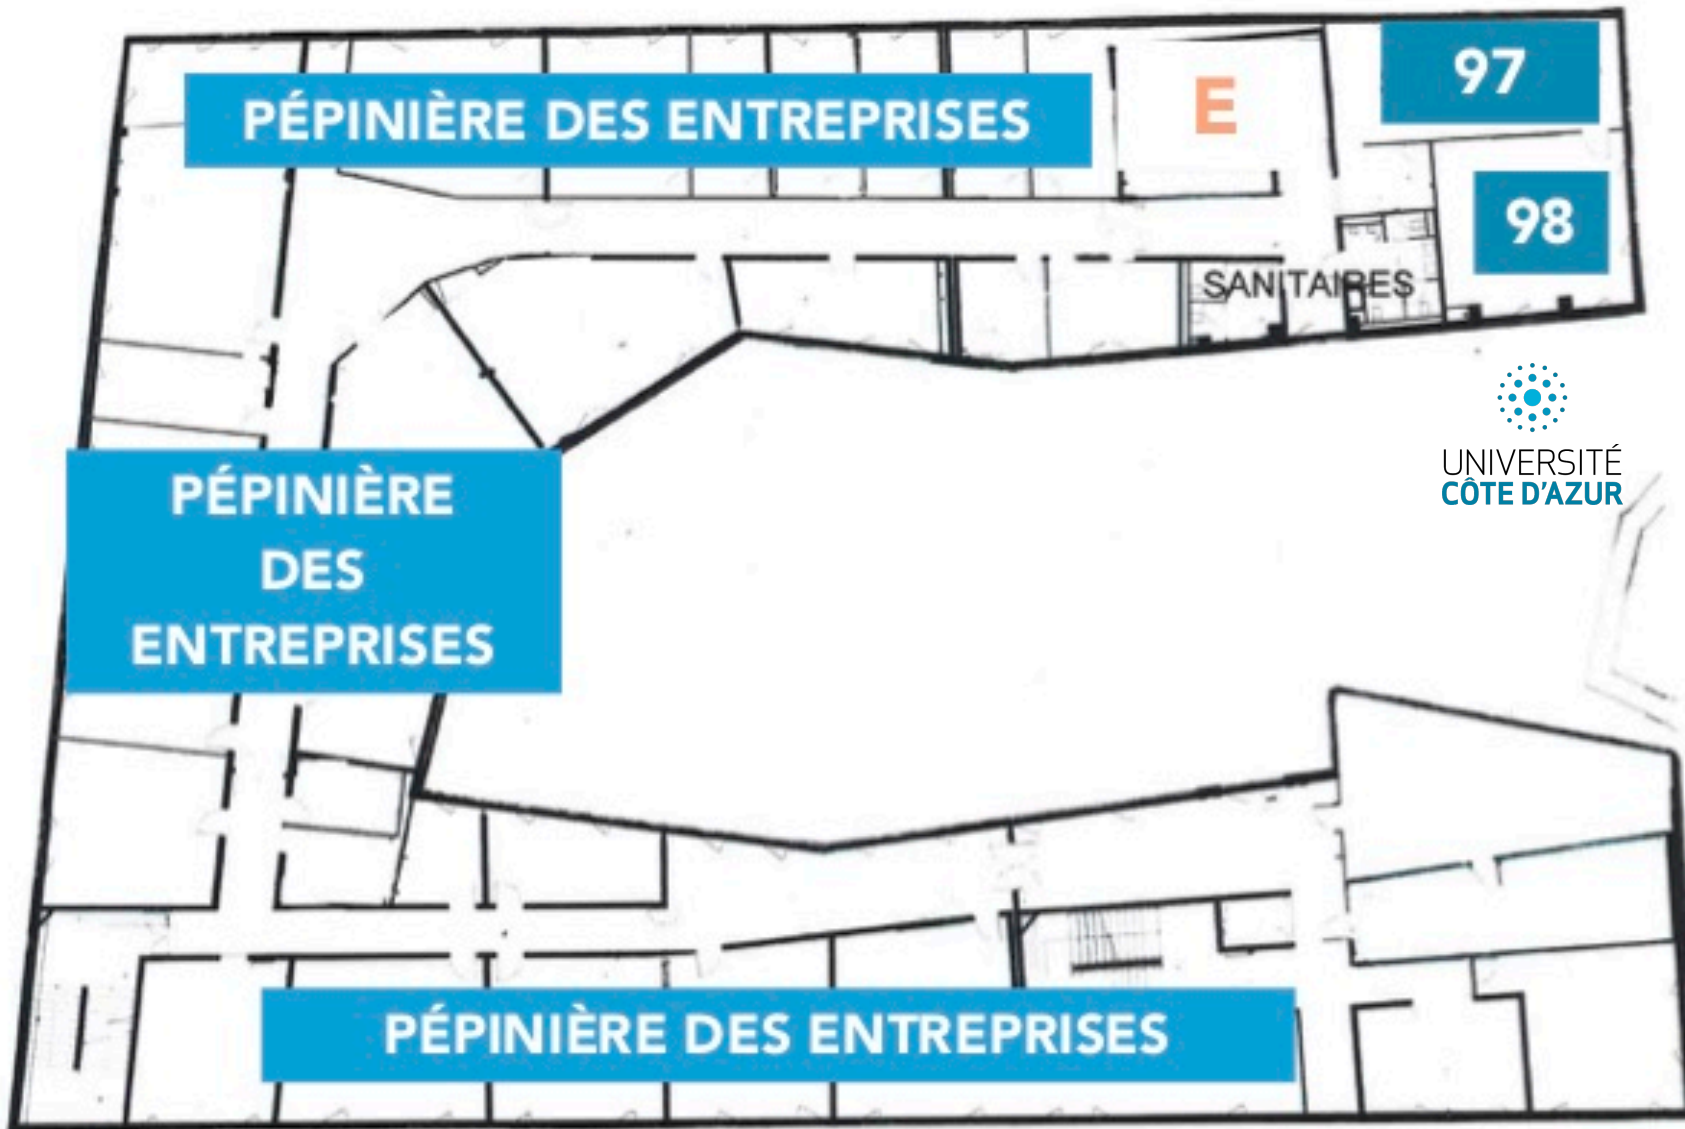 PÉPINIÈRE DES ENTREPRISES
E
97
98
SANITAIRES
UNIVERSITÉ
CÔTE D'AZUR
PÉPINIÈRE
DES
ENTREPRISES
PÉPINIÈRE DES ENTREPRISES